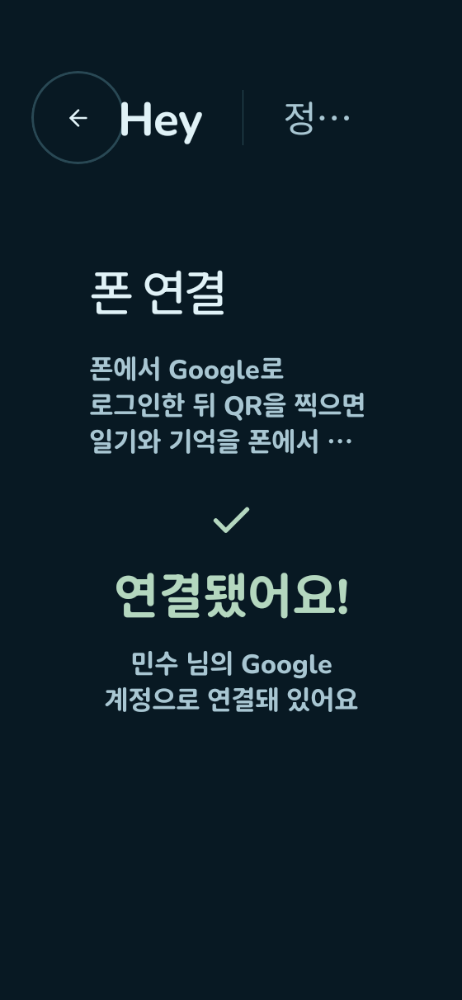 Hey
정…
폰 연결
폰에서 Google로
로그인한 뒤 QR을 찍으면
일기와 기억을 폰에서 …
연결됐어요!
민수 님의 Google
계정으로 연결돼 있어요